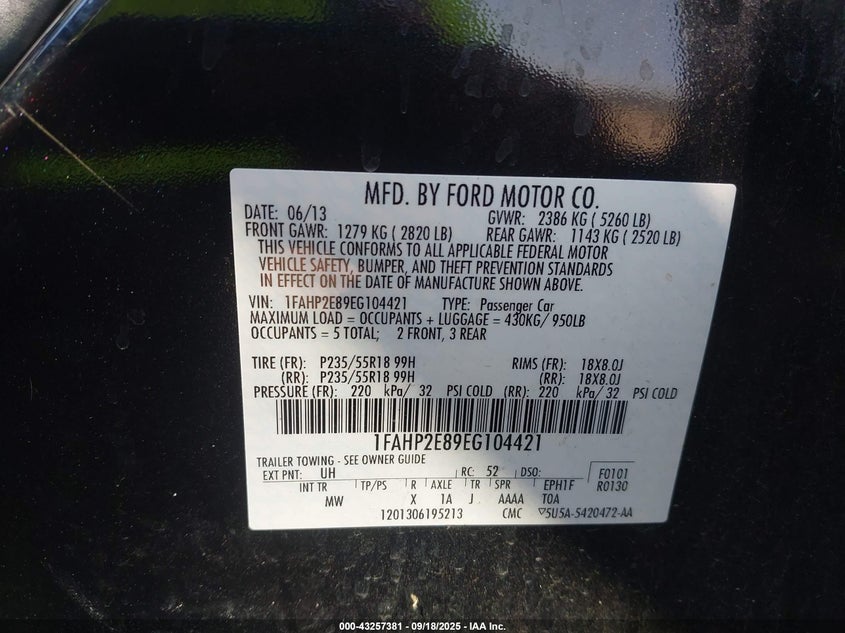 MFD. BY FORD MOTOR CO.
DATE: 06/13 GVWR: 2386 KG ( 5260 LB)
FRONT GAWR: 1279 KG ( 2820 LB) REAR GAWR: 1143 KG ( 2520 LB)
THIS VEHICLE CONFORMS TO ALL APPLICABLE FEDERAL MOTOR
VEHICLE SAFETY, BUMPER, AND THEFT PREVENTION STANDARDS
IN EFFECT ON THE DATE OF MANUFACTURE SHOWN ABOVE.
VIN: 1FAHP2E89EG104421 TYPE: Passenger Car
MAXIMUM LOAD = OCCUPANTS + LUGGAGE = 430KG/ 950LB
OCCUPANTS = 5 TOTAL; 2 FRONT, 3 REAR
TIRE (FR): P235/55R18 99H RIMS (FR): 18X8.0J
(RR): P235/55R18 99H (RR): 18X8.0J
PRESSURE (FR): 220 kPa/ 32 PSI COLD (RR): 220 kPa/ 32 PSI COLD
1FAHP2E89EG104421
TRAILER TOWING - SEE OWNER GUIDE
EXT PNT: UH RC: 52 DSO: F0101
INT TR TP/PS R AXLE TR SPR EPH1F R0130
MW X 1A J AAAA TOA
1201306195213 CMC ▽5U5A-5420472-AA
000-43257381 - 09/18/2025 - IAA Inc.